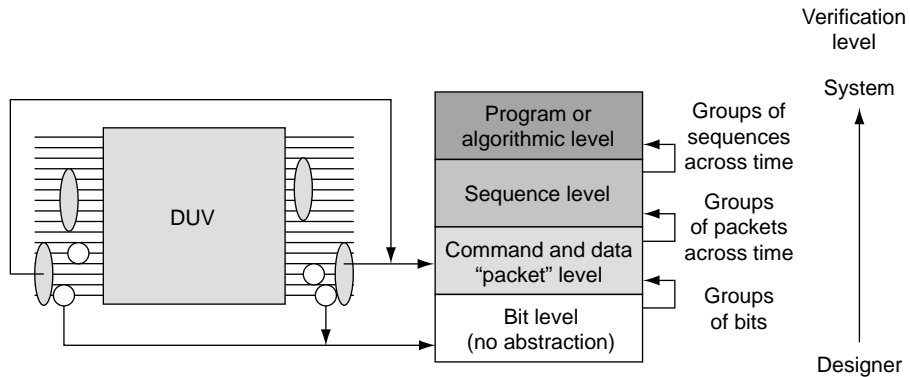 Verification
level
System
Program or
algorithmic level
Groups of
sequences
across time
DUV
Sequence level
Groups
of packets
across time
Command and data
“packet” level
Groups
of bits
Bit level
(no abstraction)
Designer